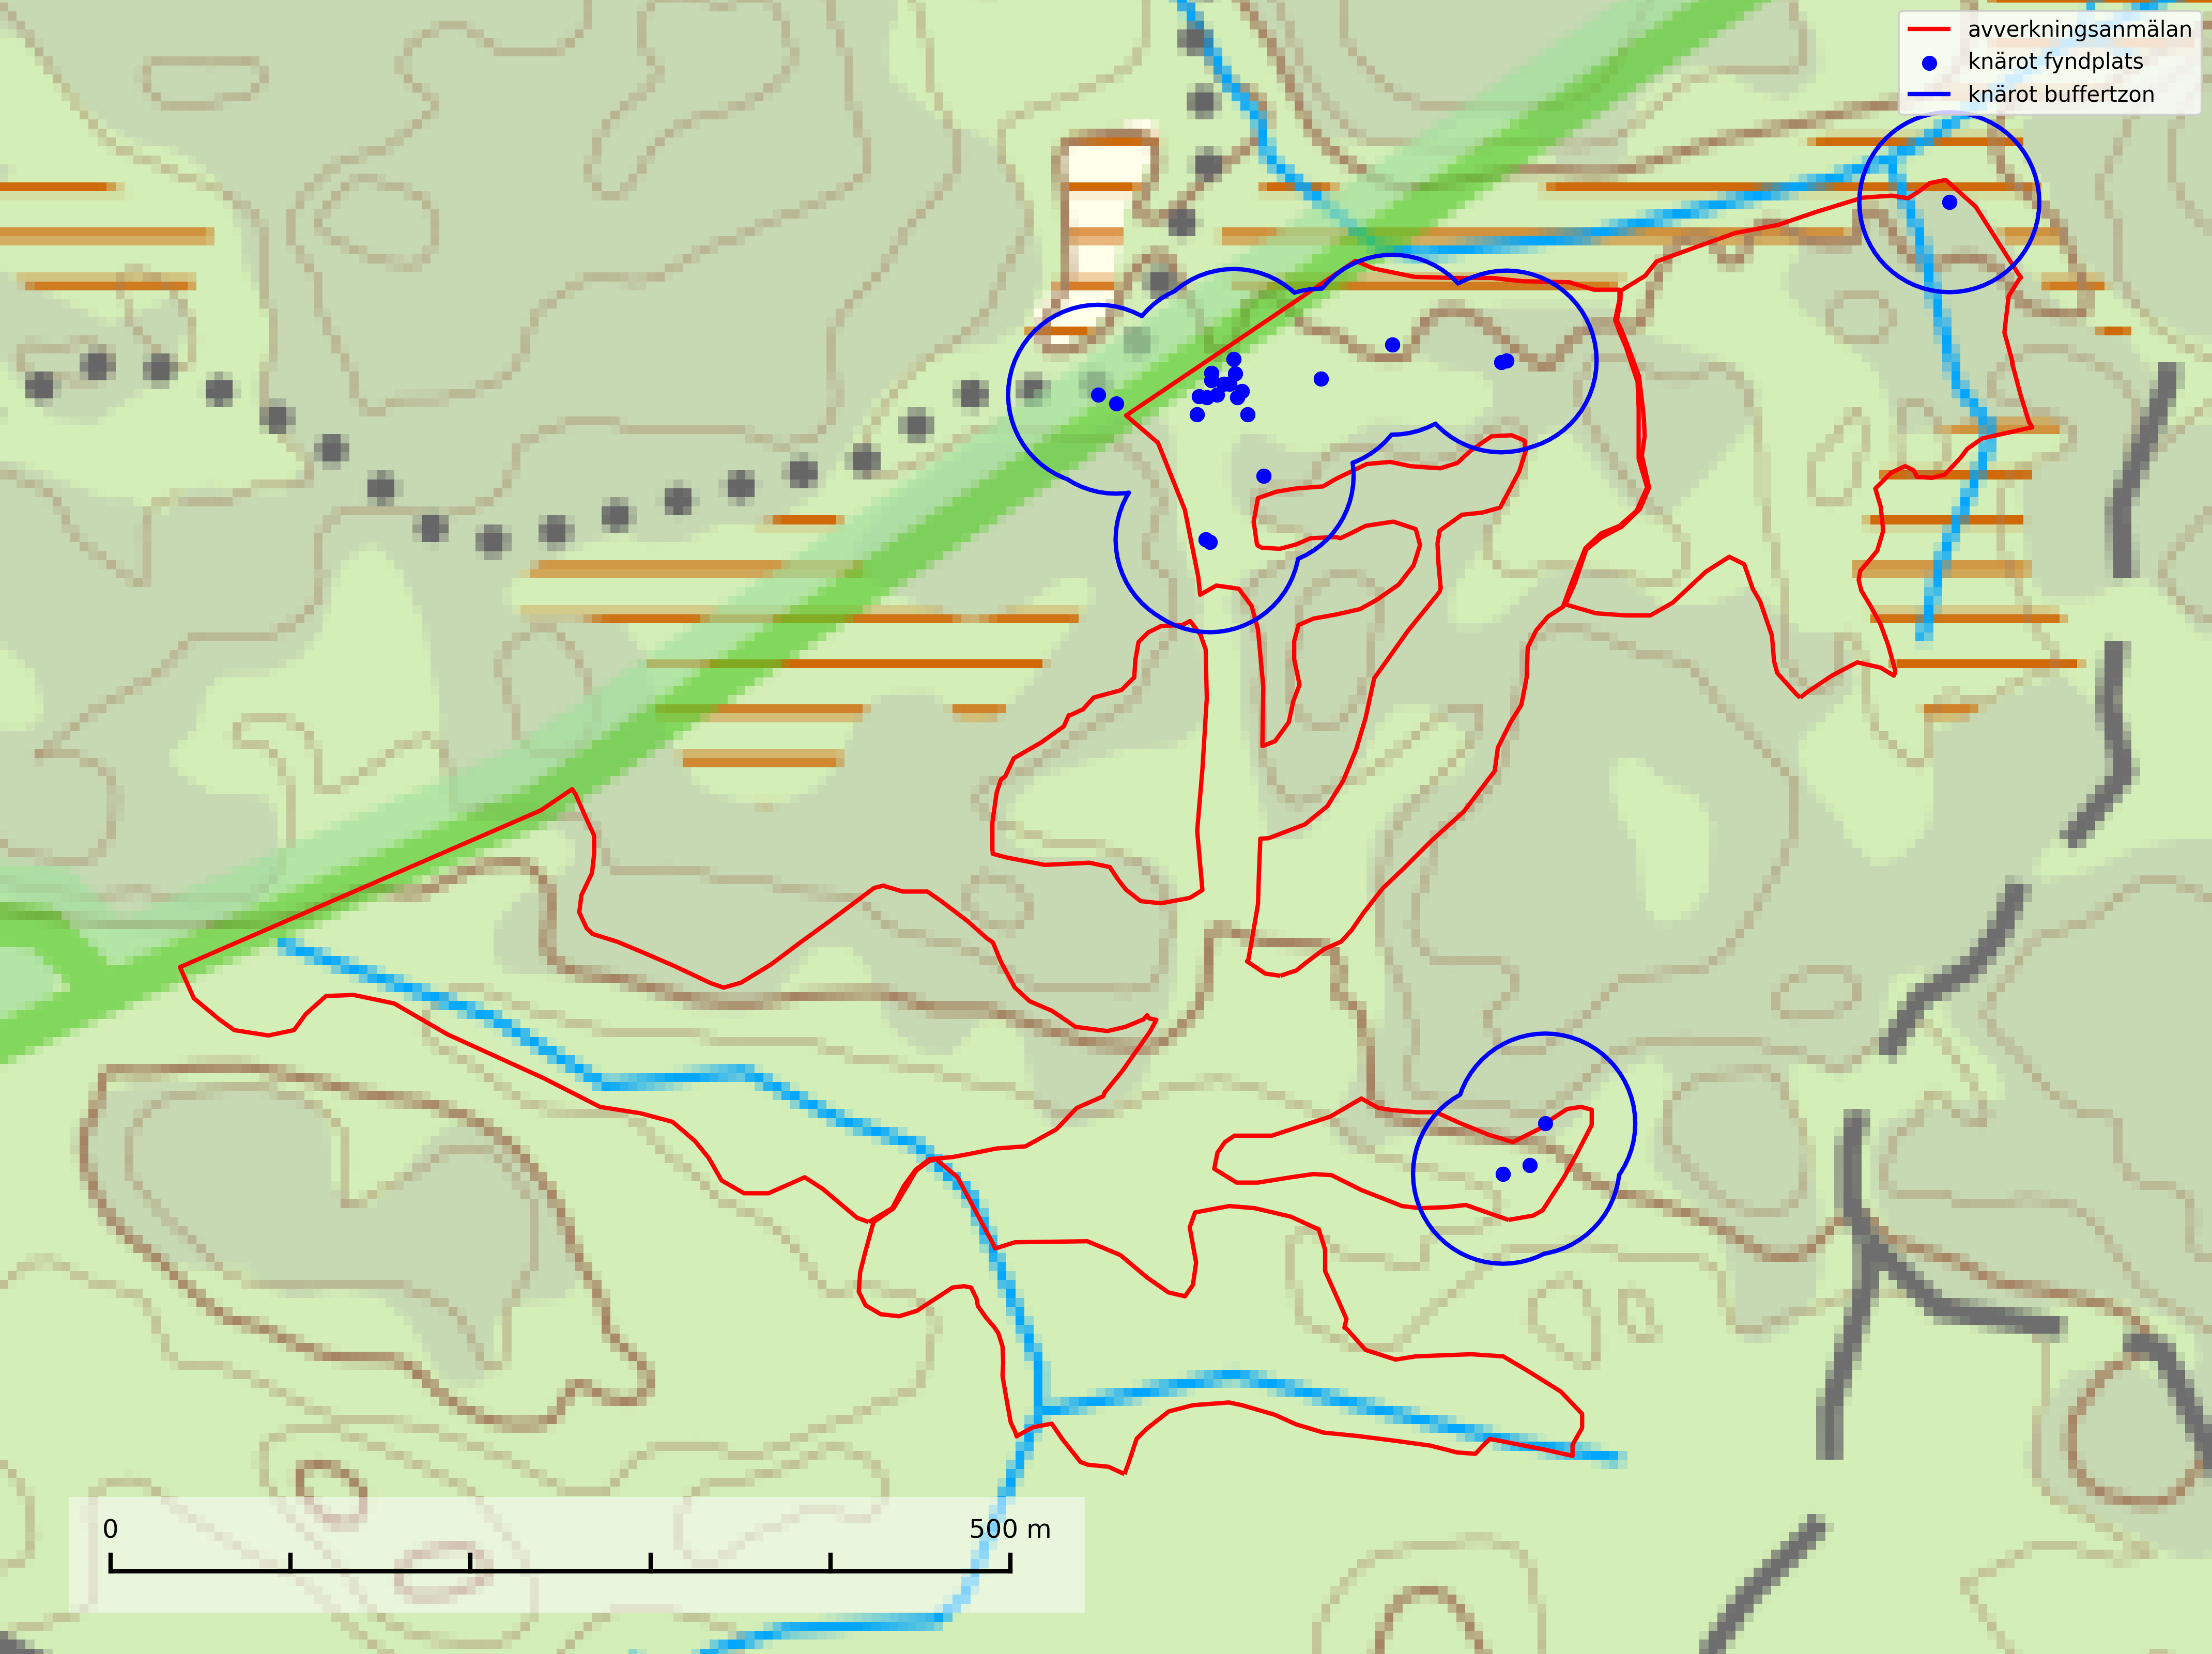 avverkningsanmälan
knärot fyndplats
knärot buffertzon
0 500 m